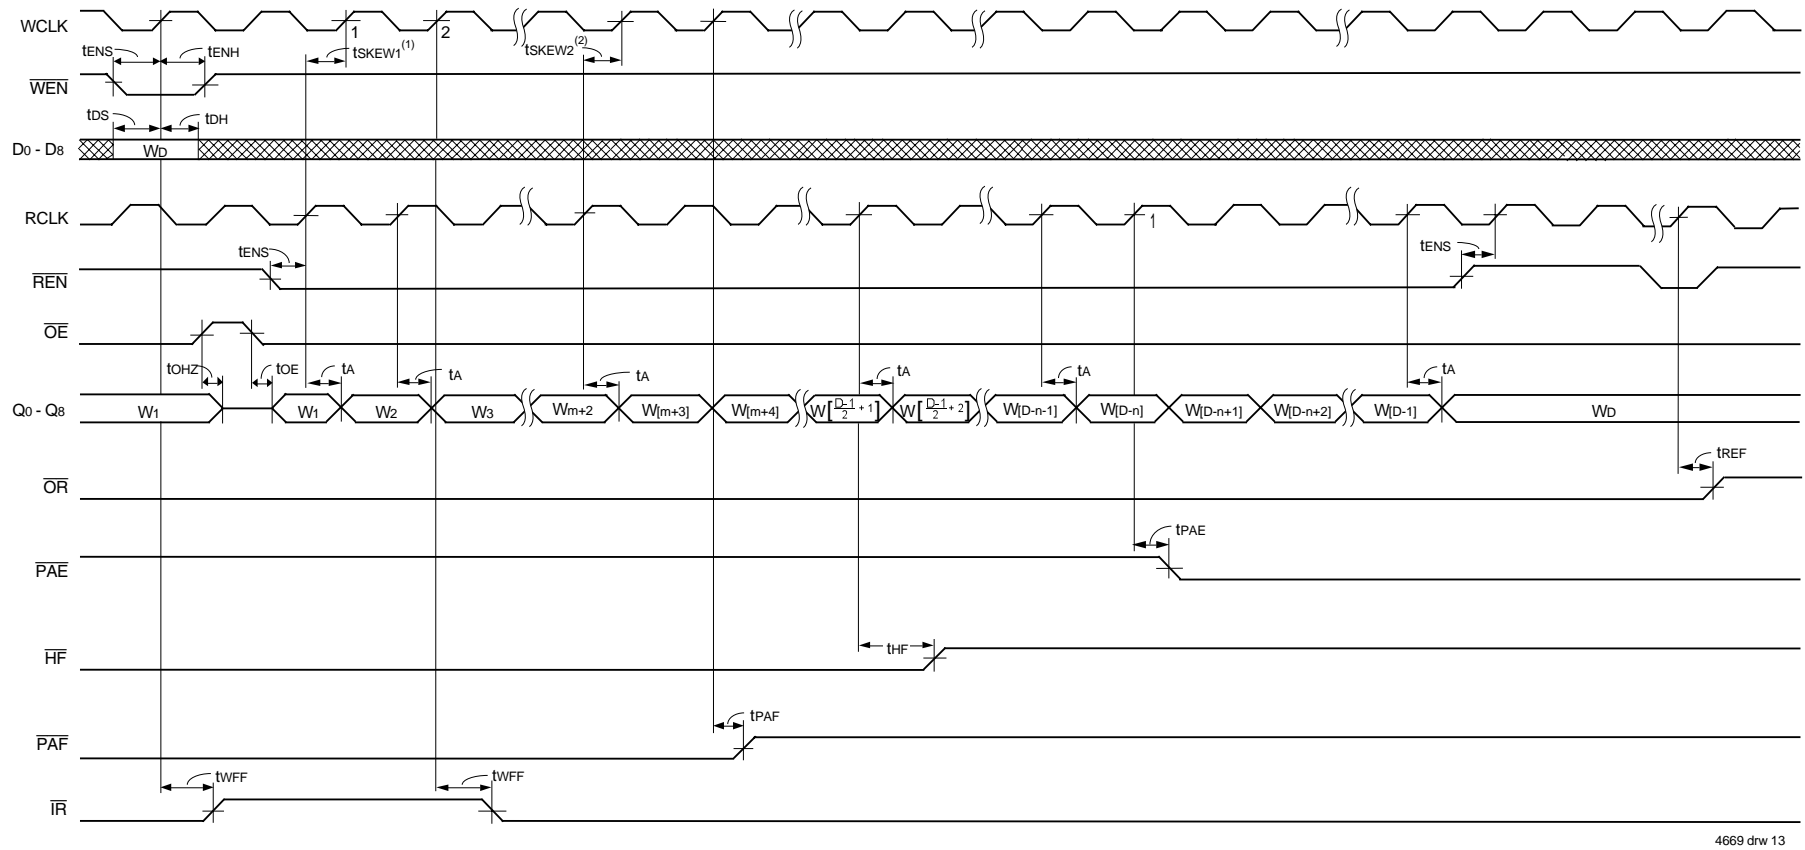 WCLK
1
2
tENS
tENH
tSKEW1(1)
tSKEW2(2)
WEN
tDS
tDH
D0 - D8
WD
RCLK
1
tENS
tENS
REN
OE
tOHZ
tOE
tA
tA
tA
tA
tA
tA
Q0 - Q8
W1
W1
W2
W3
Wm+2
W[m+3]
W[m+4]
W[D-1/2 + 1]
W[D-1/2 + 2]
W[D-n-1]
W[D-n]
W[D-n+1]
W[D-n+2]
W[D-1]
WD
tREF
OR
tPAE
PAE
tHF
HF
tPAF
PAF
tWFF
tWFF
IR
4669 drw 13